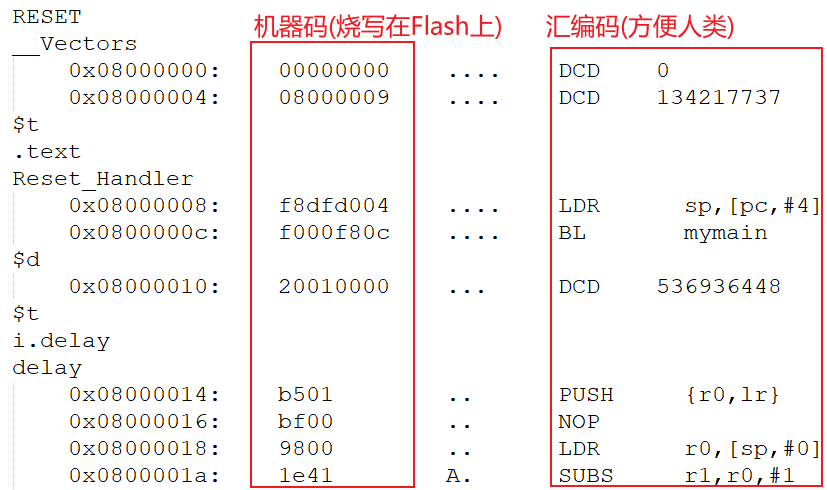 RESET 机器码(烧写在Flash上) 汇编码(方便人类)
__Vectors
0x08000000: 00000000 .... DCD 0
0x08000004: 08000009 .... DCD 134217737
$t
.text
Reset_Handler
0x08000008: f8dfd004 .... LDR sp,[pc,#4]
0x0800000c: f000f80c .... BL mymain
$d
0x08000010: 20010000 ... DCD 536936448
$t
i.delay
delay
0x08000014: b501 .. PUSH {r0,lr}
0x08000016: bf00 .. NOP
0x08000018: 9800 .. LDR r0,[sp,#0]
0x0800001a: 1e41 A. SUBS r1,r0,#1